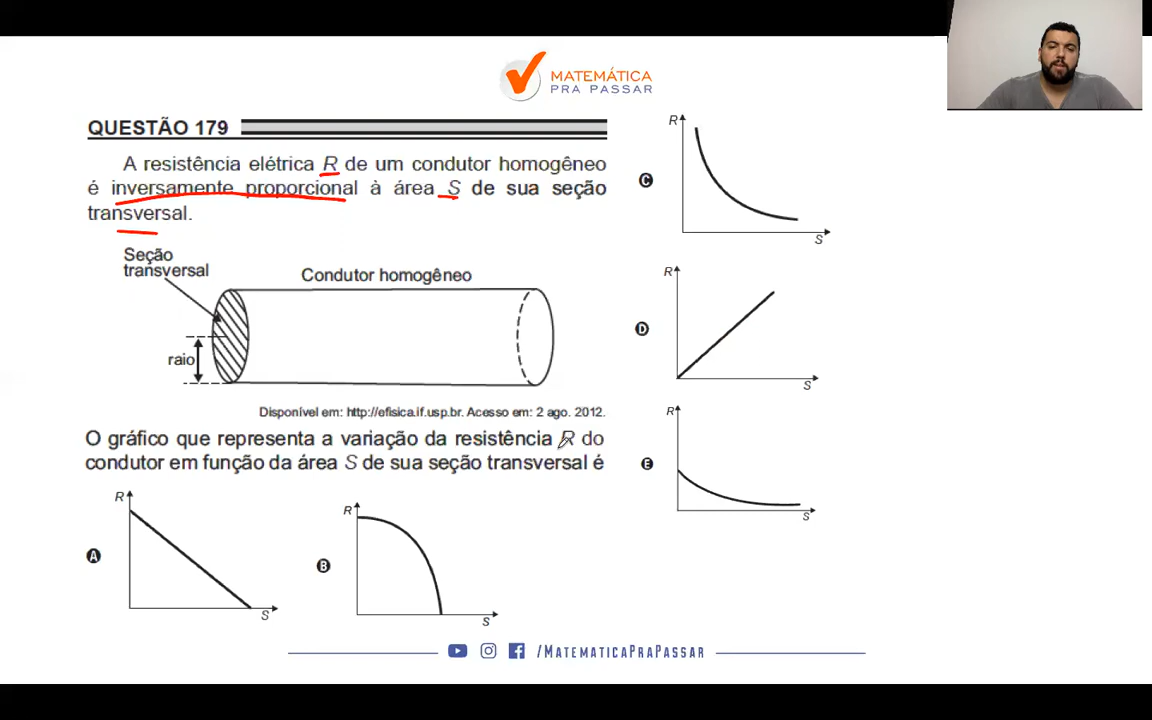 MATEMÁTICA
PRA PASSAR
QUESTÃO 179
A resistência elétrica R de um condutor homogêneo
é inversamente proporcional à área S de sua seção
transversal.
Seção
transversal
Condutor homogêneo
raio
Disponível em: http://efisica.if.usp.br. Acesso em: 2 ago. 2012.
O gráfico que representa a variação da resistência R do
condutor em função da área S de sua seção transversal é
A
R
S
B
R
S
C
R
S
D
R
S
E
R
S
/MATEMATICAPRAPASSAR